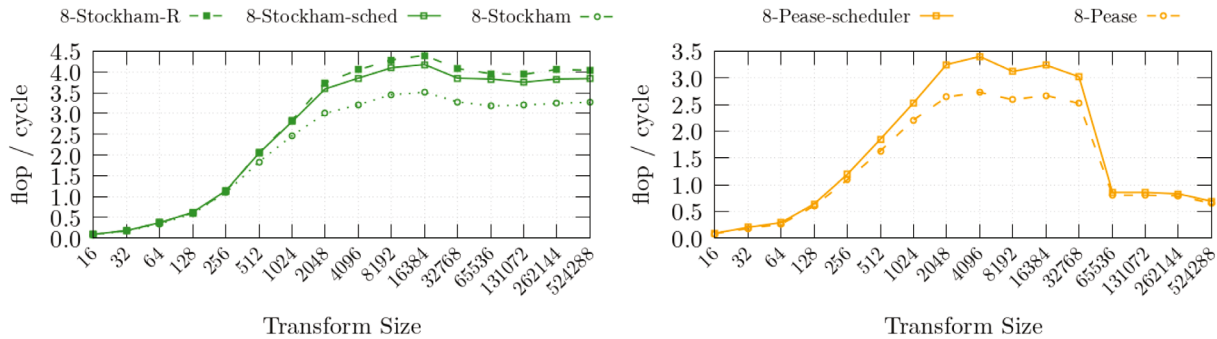 8-Stockham-R 8-Stockham-sched 8-Stockham
flop / cycle
4.5
4.0
3.5
3.0
2.5
2.0
1.5
1.0
0.5
0.0
16 32 64 128 256 512 1024 2048 4096 8192 16384 32768 65536 131072 262144 524288
Transform Size
8-Pease-scheduler 8-Pease
flop / cycle
3.5
3.0
2.5
2.0
1.5
1.0
0.5
0.0
16 32 64 128 256 512 1024 2048 4096 8192 16384 32768 65536 131072 262144 524288
Transform Size